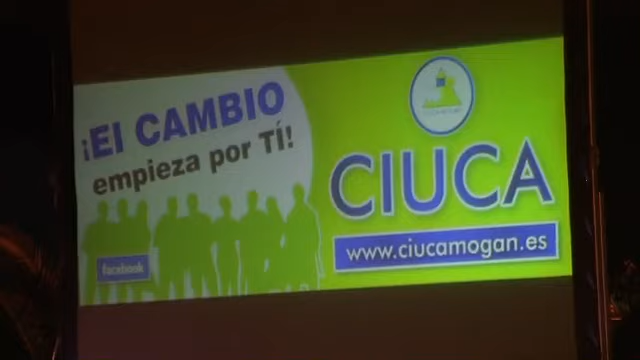 ¡El CAMBIO
empieza por TÍ!
facebook
CIUCA
www.ciucamogan.es